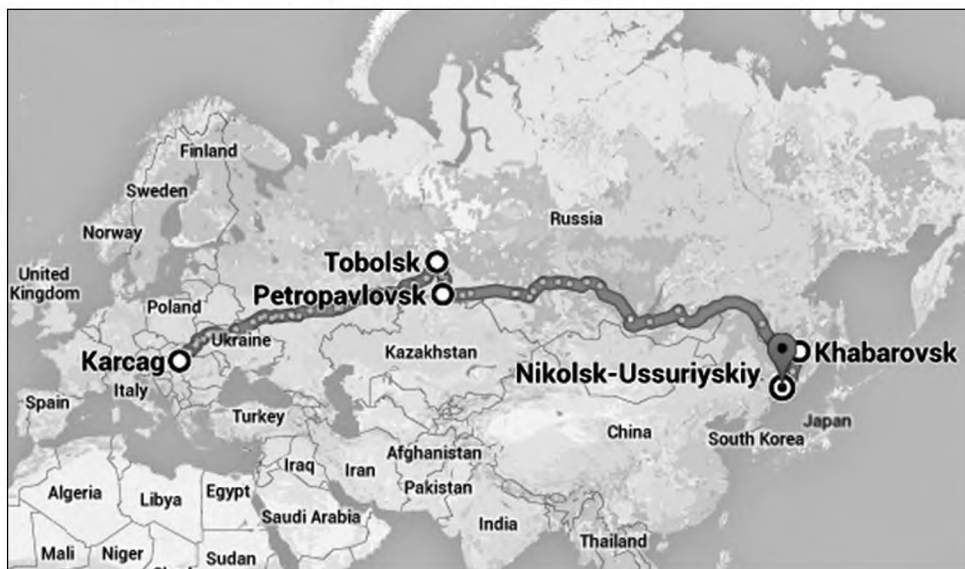 Finland
Sweden
Russia
Norway
Tobolsk
United
Kingdom
Petropavlovsk
Poland
Ukraine
Karcag
Kazakhstan
Khabarovsk
Nikolsk-Ussuriyskiy
Italy
Spain
Turkey
Japan
China
South Korea
Afghanistan
Iraq
Iran
Pakistan
Algeria
Libya
Egypt
Saudi Arabia
India
Mali
Niger
Sudan
Thailand